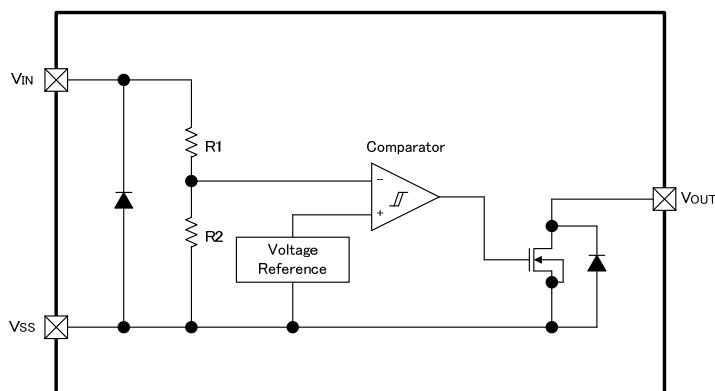 VIN
R1
Comparator
−
+
R2
Voltage
Reference
VOUT
VSS